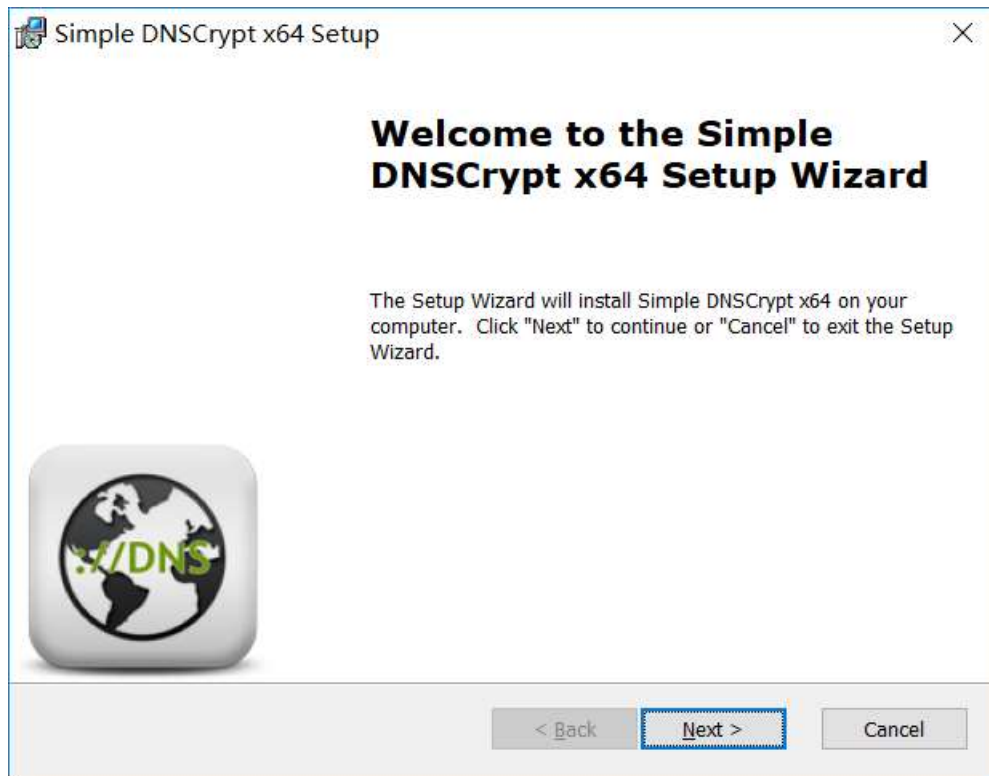 Simple DNSCrypt x64 Setup
Welcome to the Simple
DNSCrypt x64 Setup Wizard
The Setup Wizard will install Simple DNSCrypt x64 on your
computer.  Click "Next" to continue or "Cancel" to exit the Setup
Wizard.
://DNS
< Back
Next >
Cancel